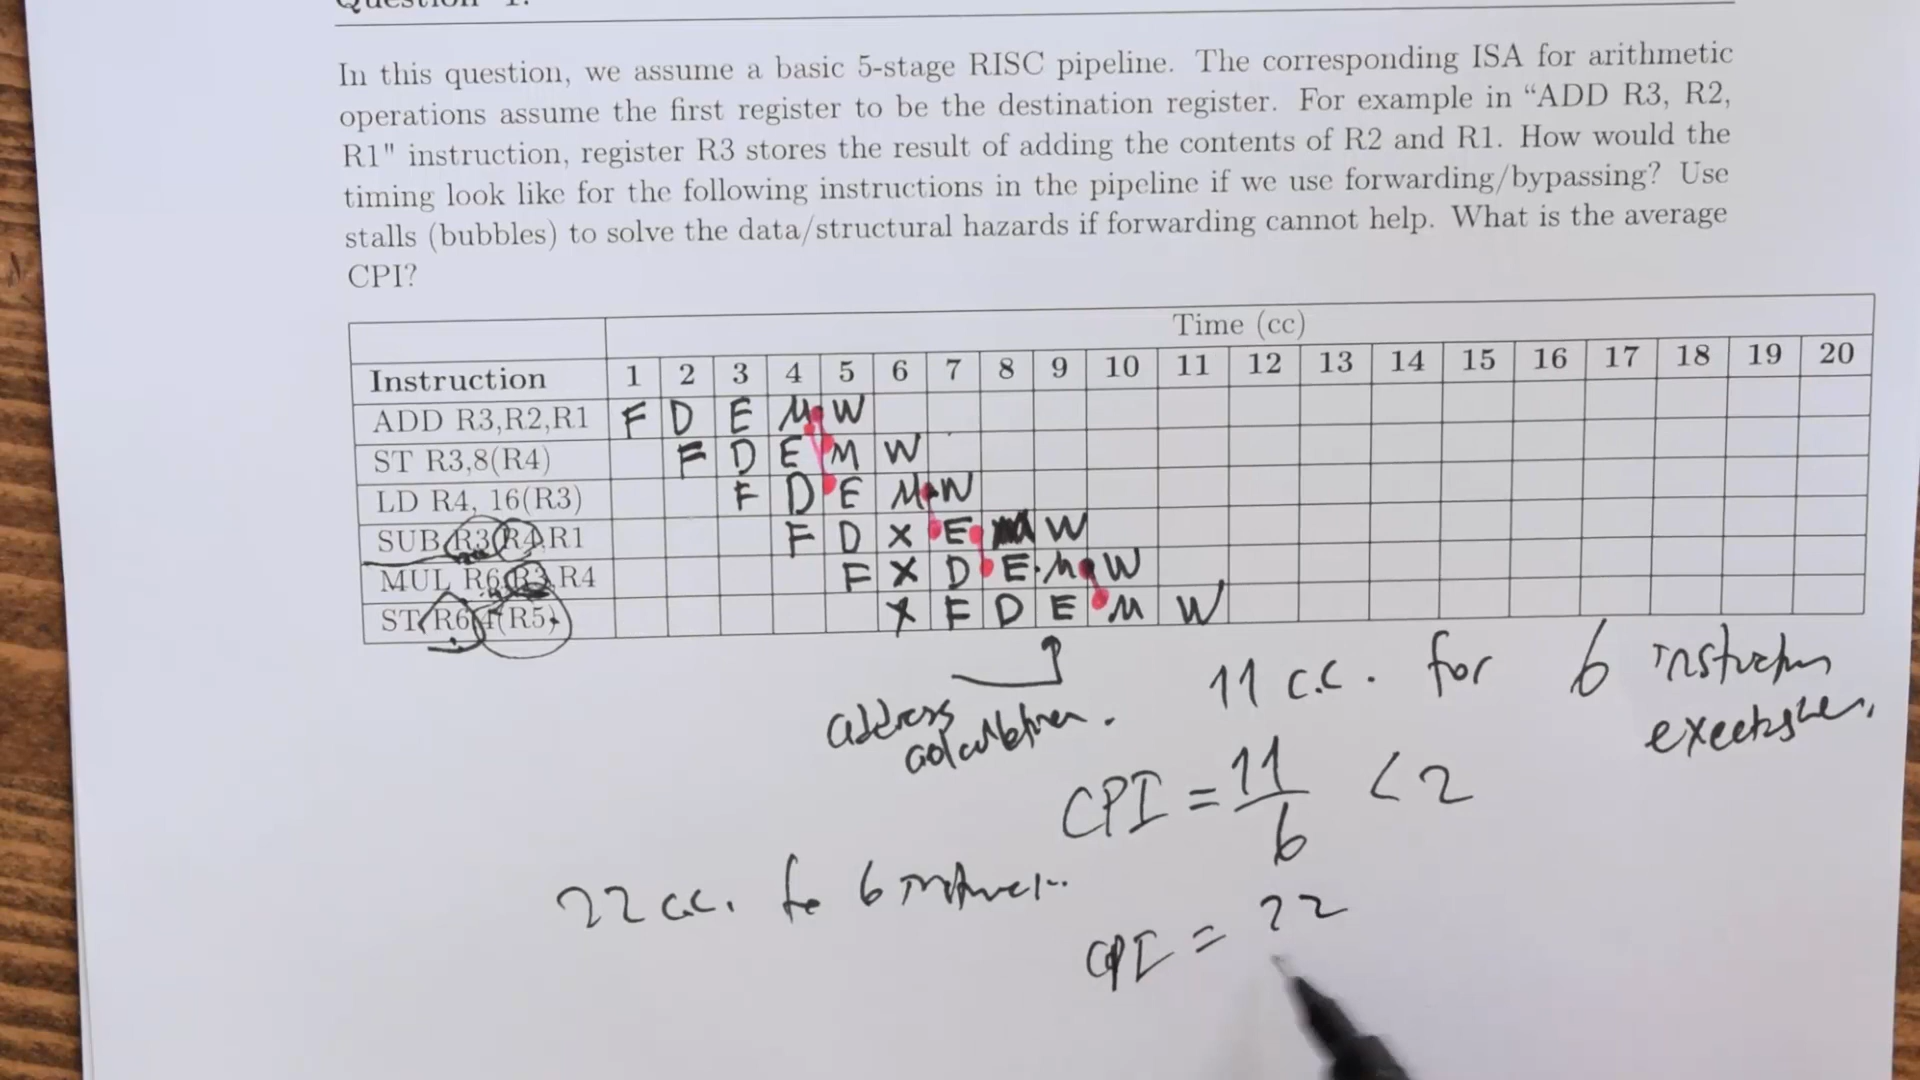 Question 1.
In this question, we assume a basic 5-stage RISC pipeline. The corresponding ISA for arithmetic
operations assume the first register to be the destination register. For example in “ADD R3, R2,
R1" instruction, register R3 stores the result of adding the contents of R2 and R1. How would the
timing look like for the following instructions in the pipeline if we use forwarding/bypassing? Use
stalls (bubbles) to solve the data/structural hazards if forwarding cannot help. What is the average
CPI?
Time (cc)
Instruction 1 2 3 4 5 6 7 8 9 10 11 12 13 14 15 16 17 18 19 20
ADD R3,R2,R1 F D E M W
ST R3,8(R4) F D E M W
LD R4, 16(R3) F D E M W
SUB R3,R4,R1 F D X E M W
MUL R6,R3,R4 F X D E M W
ST R6,4(R5) X F D E M W
address
calculation.
11 c.c. for 6 instruction
CPI = 11/6 < 2
22 c.c. for 6
CPI = 22